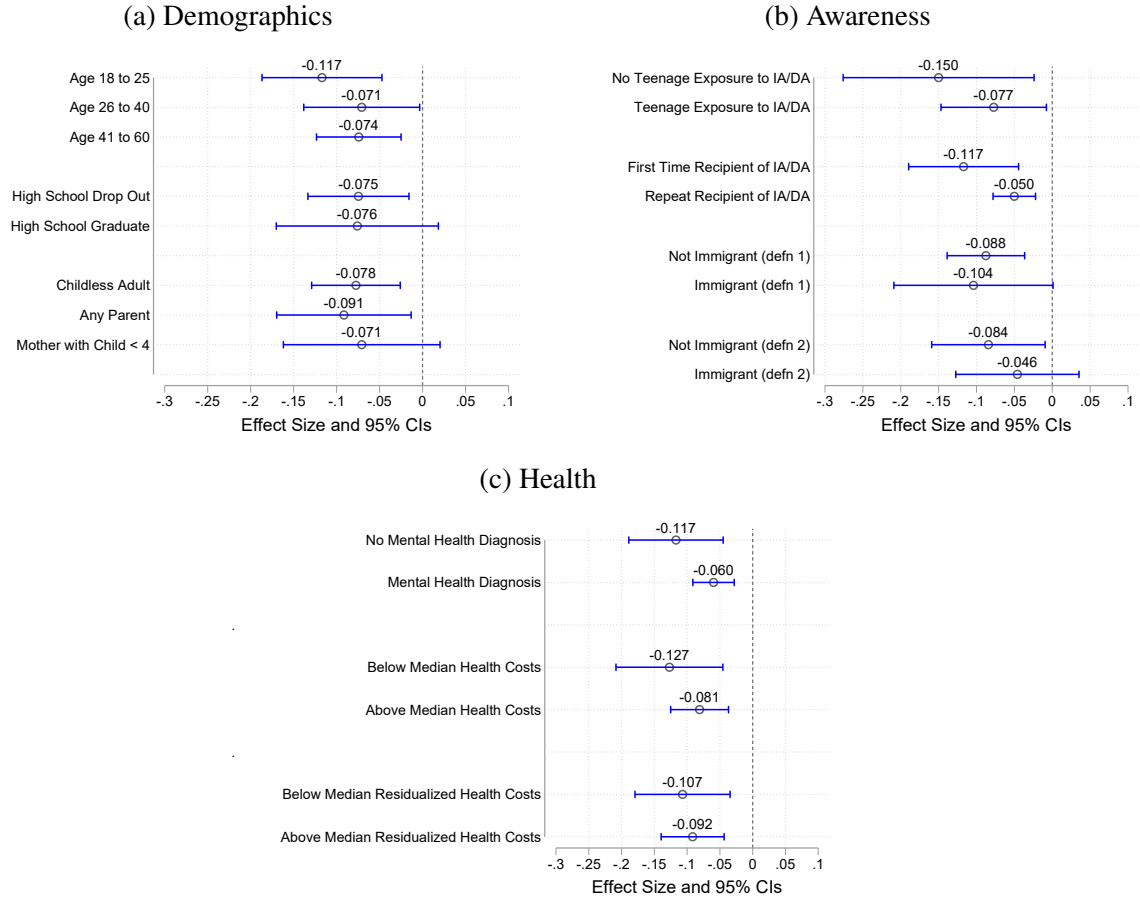 (a) Demographics
-0.117
Age 18 to 25
-0.071
Age 26 to 40
-0.074
Age 41 to 60
-0.075
High School Drop Out
-0.076
High School Graduate
-0.078
Childless Adult
-0.091
Any Parent
-0.071
Mother with Child < 4
-.3 -.25 -.2 -.15 -.1 -.05 0 .05 .1
Effect Size and 95% CIs
(b) Awareness
-0.150
No Teenage Exposure to IA/DA
-0.077
Teenage Exposure to IA/DA
-0.117
First Time Recipient of IA/DA
-0.050
Repeat Recipient of IA/DA
-0.088
Not Immigrant (defn 1)
-0.104
Immigrant (defn 1)
-0.084
Not Immigrant (defn 2)
-0.046
Immigrant (defn 2)
-.3 -.25 -.2 -.15 -.1 -.05 0 .05 .1
Effect Size and 95% CIs
(c) Health
-0.117
No Mental Health Diagnosis
-0.060
Mental Health Diagnosis
.
-0.127
Below Median Health Costs
-0.081
Above Median Health Costs
.
-0.107
Below Median Residualized Health Costs
-0.092
Above Median Residualized Health Costs
-.3 -.25 -.2 -.15 -.1 -.05 0 .05 .1
Effect Size and 95% CIs